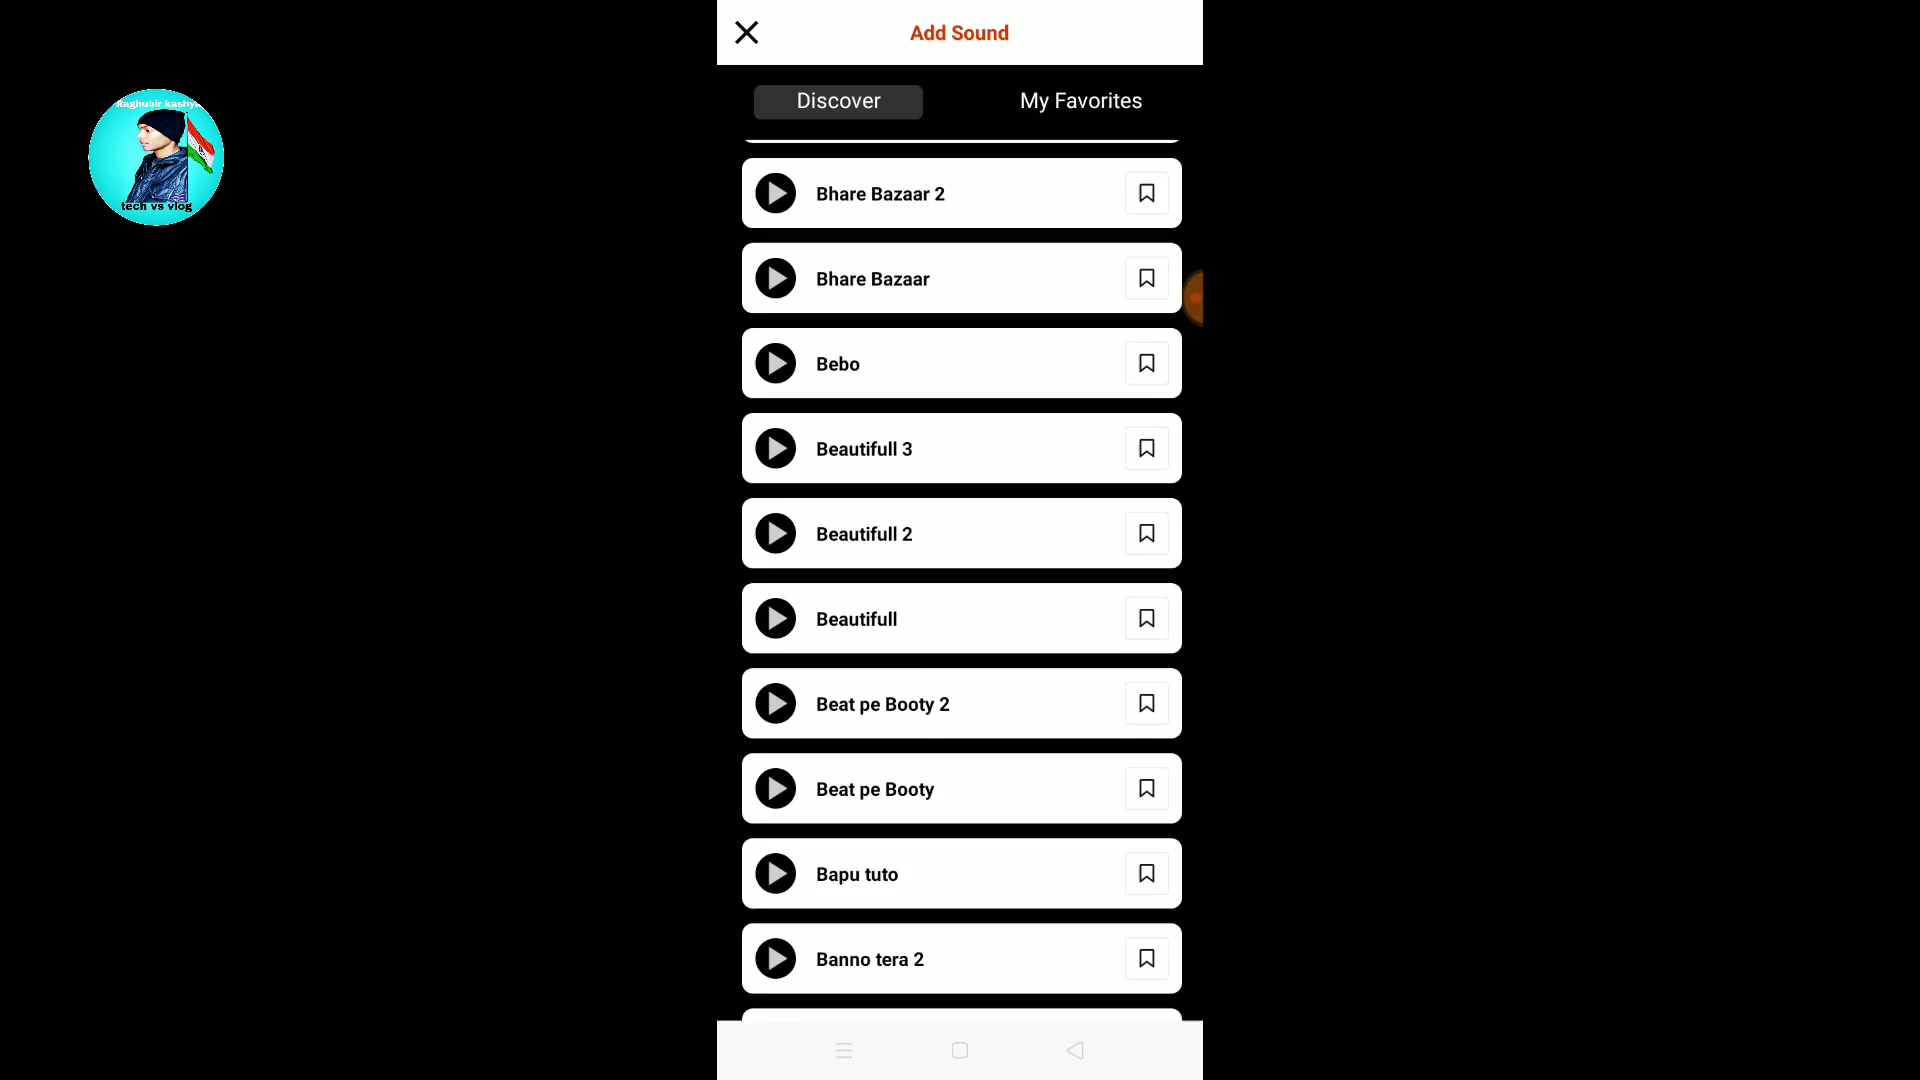 Add Sound
Discover
My Favorites
Raghubir kashya
tech vs vlog
Bhare Bazaar 2
Bhare Bazaar
Bebo
Beautifull 3
Beautifull 2
Beautifull
Beat pe Booty 2
Beat pe Booty
Bapu tuto
Banno tera 2